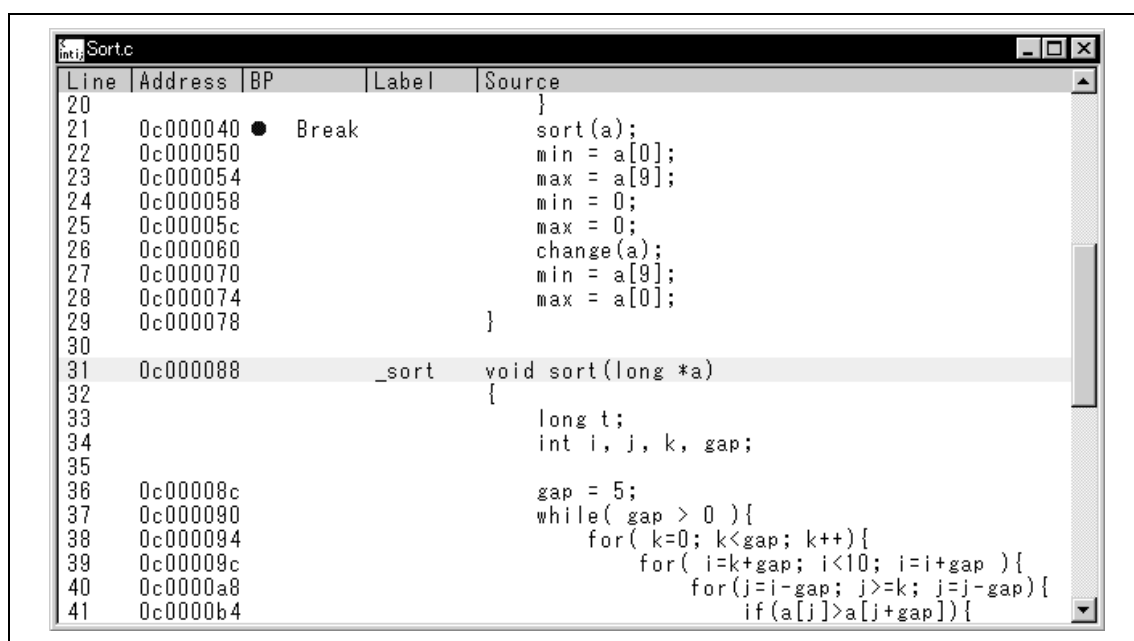 Sort.c
Line Address BP Label Source
20 }
21 0c000040 ● Break sort(a);
22 0c000050 min = a[0];
23 0c000054 max = a[9];
24 0c000058 min = 0;
25 0c00005c max = 0;
26 0c000060 change(a);
27 0c000070 min = a[9];
28 0c000074 max = a[0];
29 0c000078 }
30
31 0c000088 _sort void sort(long *a)
32 {
33 long t;
34 int i, j, k, gap;
35
36 0c00008c gap = 5;
37 0c000090 while( gap > 0 ){
38 0c000094 for( k=0; k<gap; k++){
39 0c00009c for( i=k+gap; i<10; i=i+gap ){
40 0c0000a8 for(j=i-gap; j>=k; j=j-gap){
41 0c0000b4 if(a[j]>a[j+gap]){